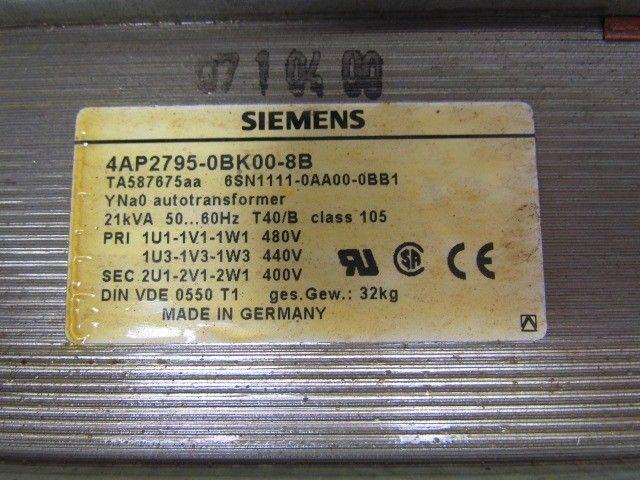 07 1 04 00
SIEMENS
4AP2795-0BK00-8B
TA587675aa 6SN1111-0AA00-0BB1
YNa0 autotransformer
21kVA 50...60Hz T40/B class 105
PRI 1U1-1V1-1W1 480V
1U3-1V3-1W3 440V
SEC 2U1-2V1-2W1 400V
DIN VDE 0550 T1 ges.Gew.: 32kg
MADE IN GERMANY